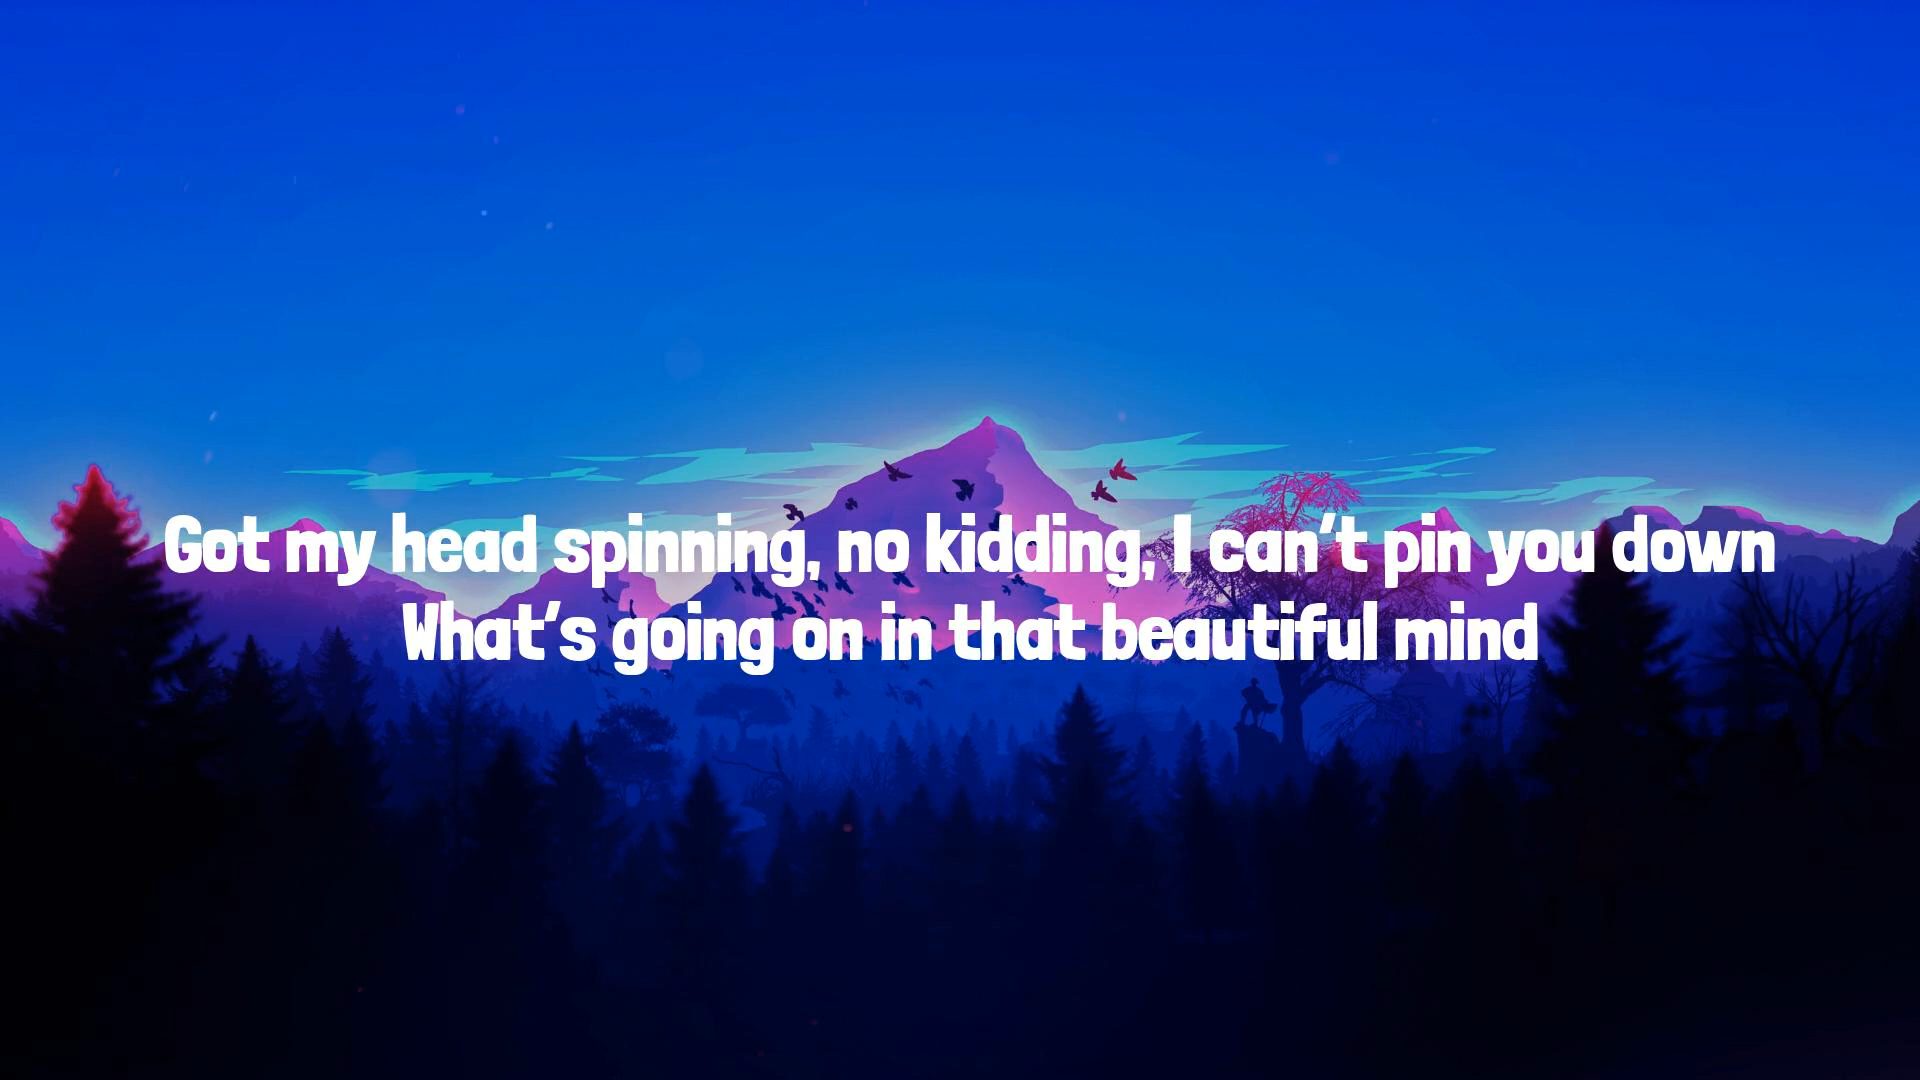 Got my head spinning, no kidding, I can't pin you down
What's going on in that beautiful mind